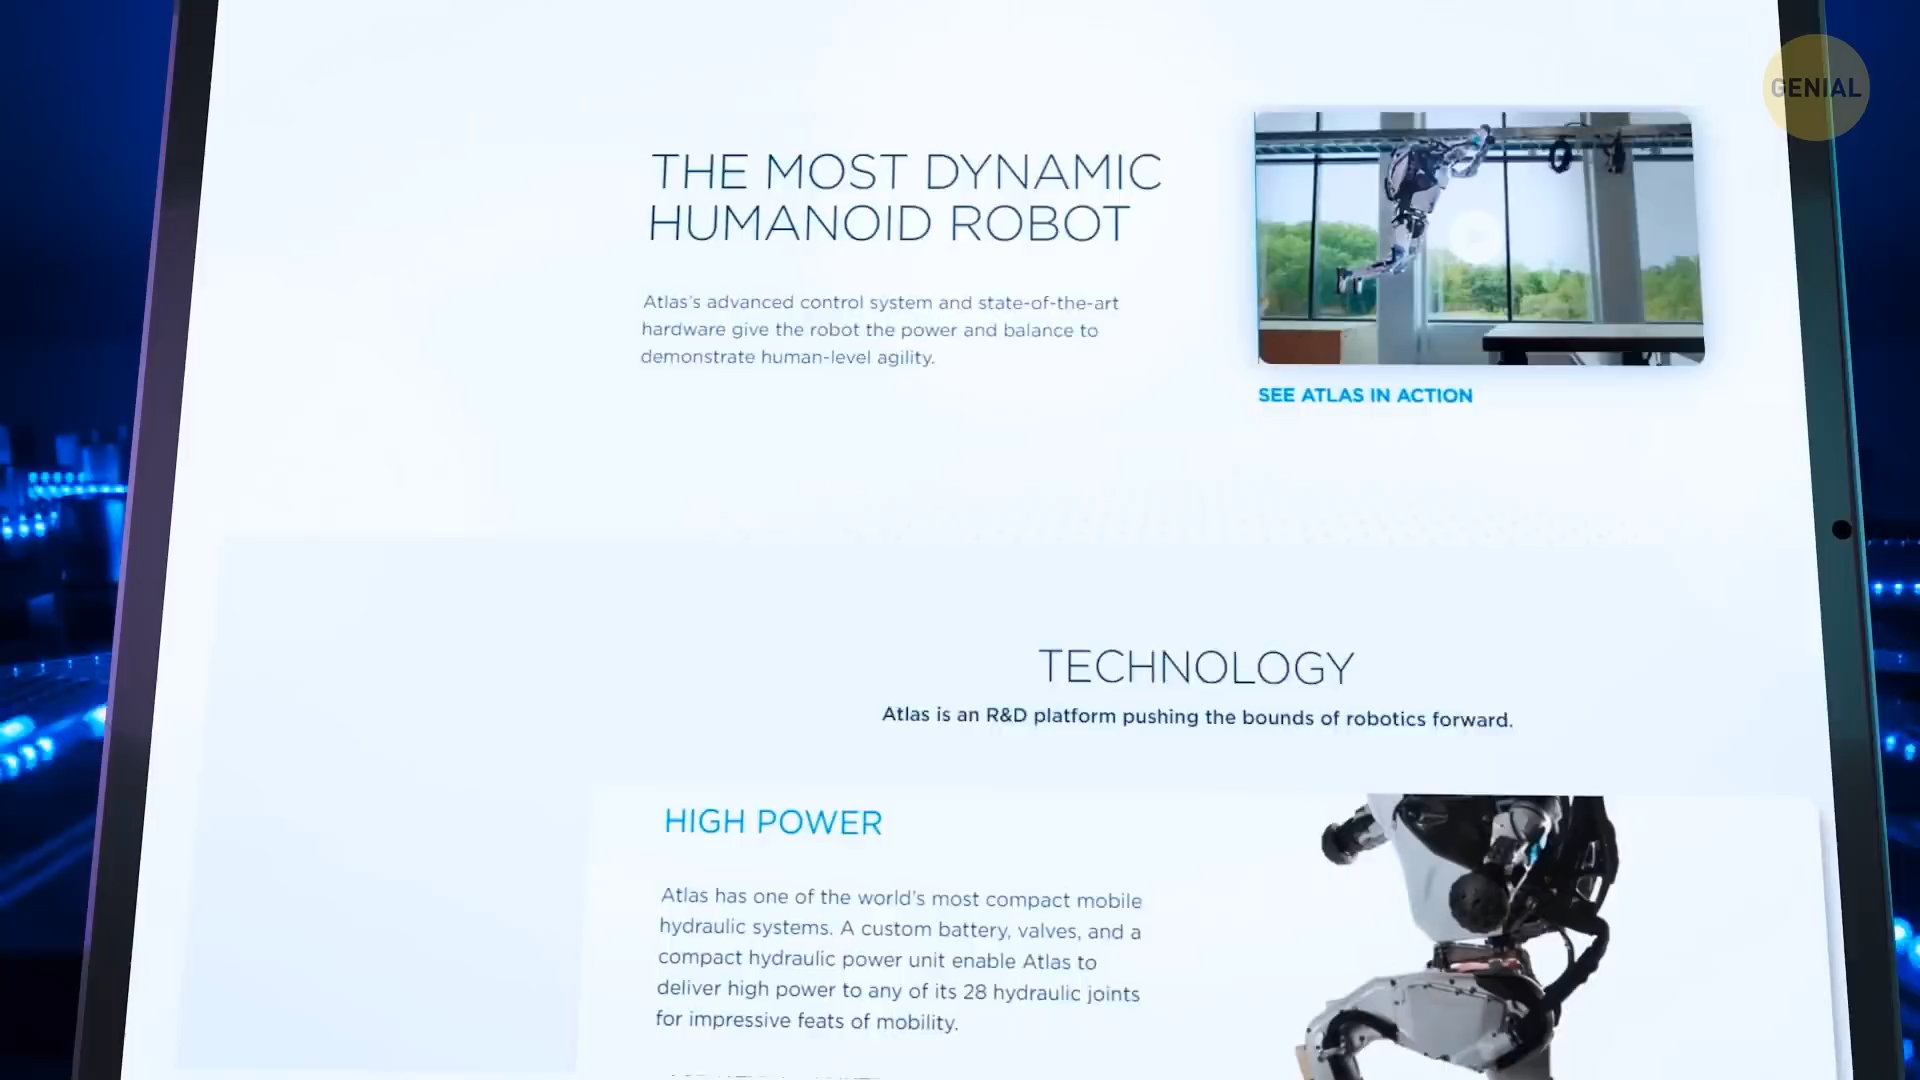 GENIAL
THE MOST DYNAMIC
HUMANOID ROBOT
Atlas's advanced control system and state-of-the-art
hardware give the robot the power and balance to
demonstrate human-level agility.
SEE ATLAS IN ACTION
TECHNOLOGY
Atlas is an R&D platform pushing the bounds of robotics forward.
HIGH POWER
Atlas has one of the world's most compact mobile
hydraulic systems. A custom battery, valves, and a
compact hydraulic power unit enable Atlas to
deliver high power to any of its 28 hydraulic joints
for impressive feats of mobility.